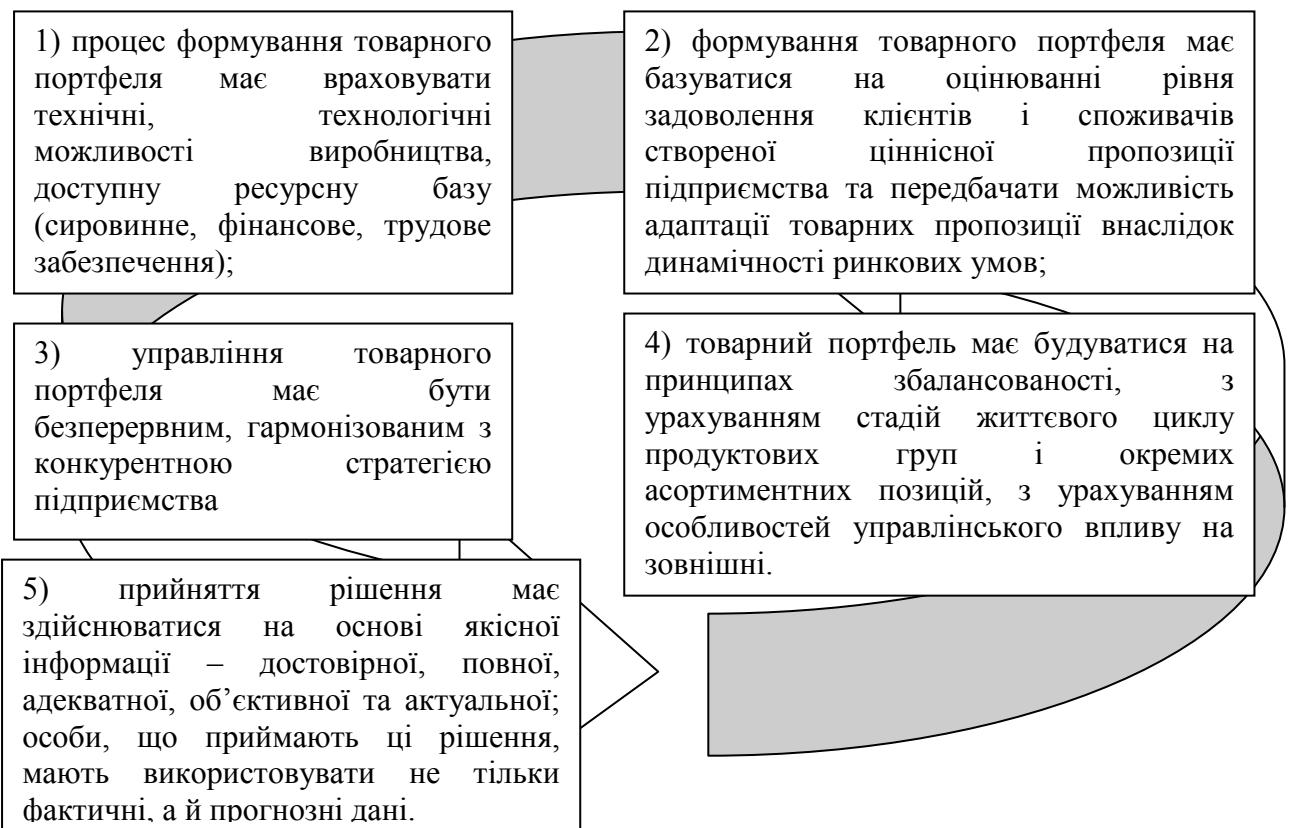 1) процес формування товарного
портфеля має враховувати
технічні, технологічні
можливості виробництва,
доступну ресурсну базу
(сировинне, фінансове, трудове
забезпечення);
2) формування товарного портфеля має
базуватися на оцінюванні рівня
задоволення клієнтів і споживачів
створеної ціннісної пропозиції
підприємства та передбачати можливість
адаптації товарних пропозиції внаслідок
динамічності ринкових умов;
3) управління товарного
портфеля має бути
безперервним, гармонізованим з
конкурентною стратегією
підприємства
4) товарний портфель має будуватися на
принципах збалансованості, з
урахуванням стадій життєвого циклу
продуктових груп і окремих
асортиментних позицій, з урахуванням
особливостей управлінського впливу на
зовнішні.
5) прийняття рішення має
здійснюватися на основі якісної
інформації – достовірної, повної,
адекватної, об’єктивної та актуальної;
особи, що приймають ці рішення,
мають використовувати не тільки
фактичні, а й прогнозні дані.